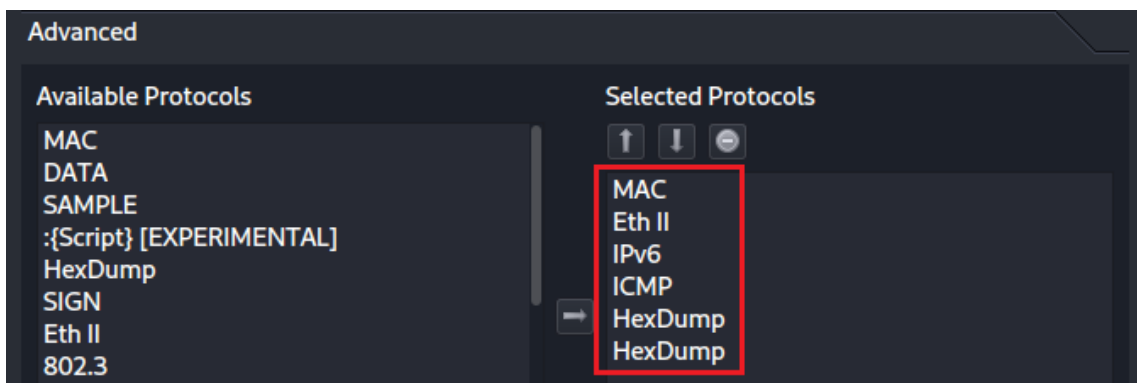 Advanced
Available Protocols
MAC
DATA
SAMPLE
:{Script} [EXPERIMENTAL]
HexDump
SIGN
Eth II
802.3
Selected Protocols
MAC
Eth II
IPv6
ICMP
HexDump
HexDump